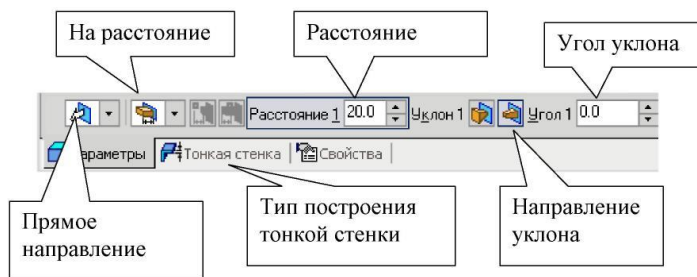 На расстояние
Расстояние
Угол уклона
Расстояние 1 20.0 Уклон 1 Угол 1 0.0
Параметры Тонкая стенка Свойства
Прямое
направление
Тип построения
тонкой стенки
Направление
уклона